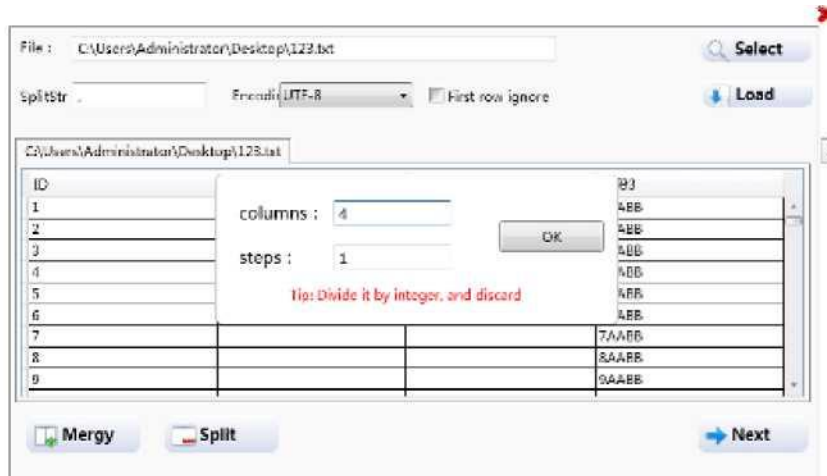 File : C:\Users\Administrator\Desktop\123.txt Select
SplitStr , UTF-8 First row ignore Load
C:\Users\Administrator\Desktop\123.txt
ID
1
2
3
4
5
6
7 7AABB
8 8AABB
9 9AABB
columns : 4
steps : 1
OK
Tip: Divide it by integer, and discard
Mergy Split Next